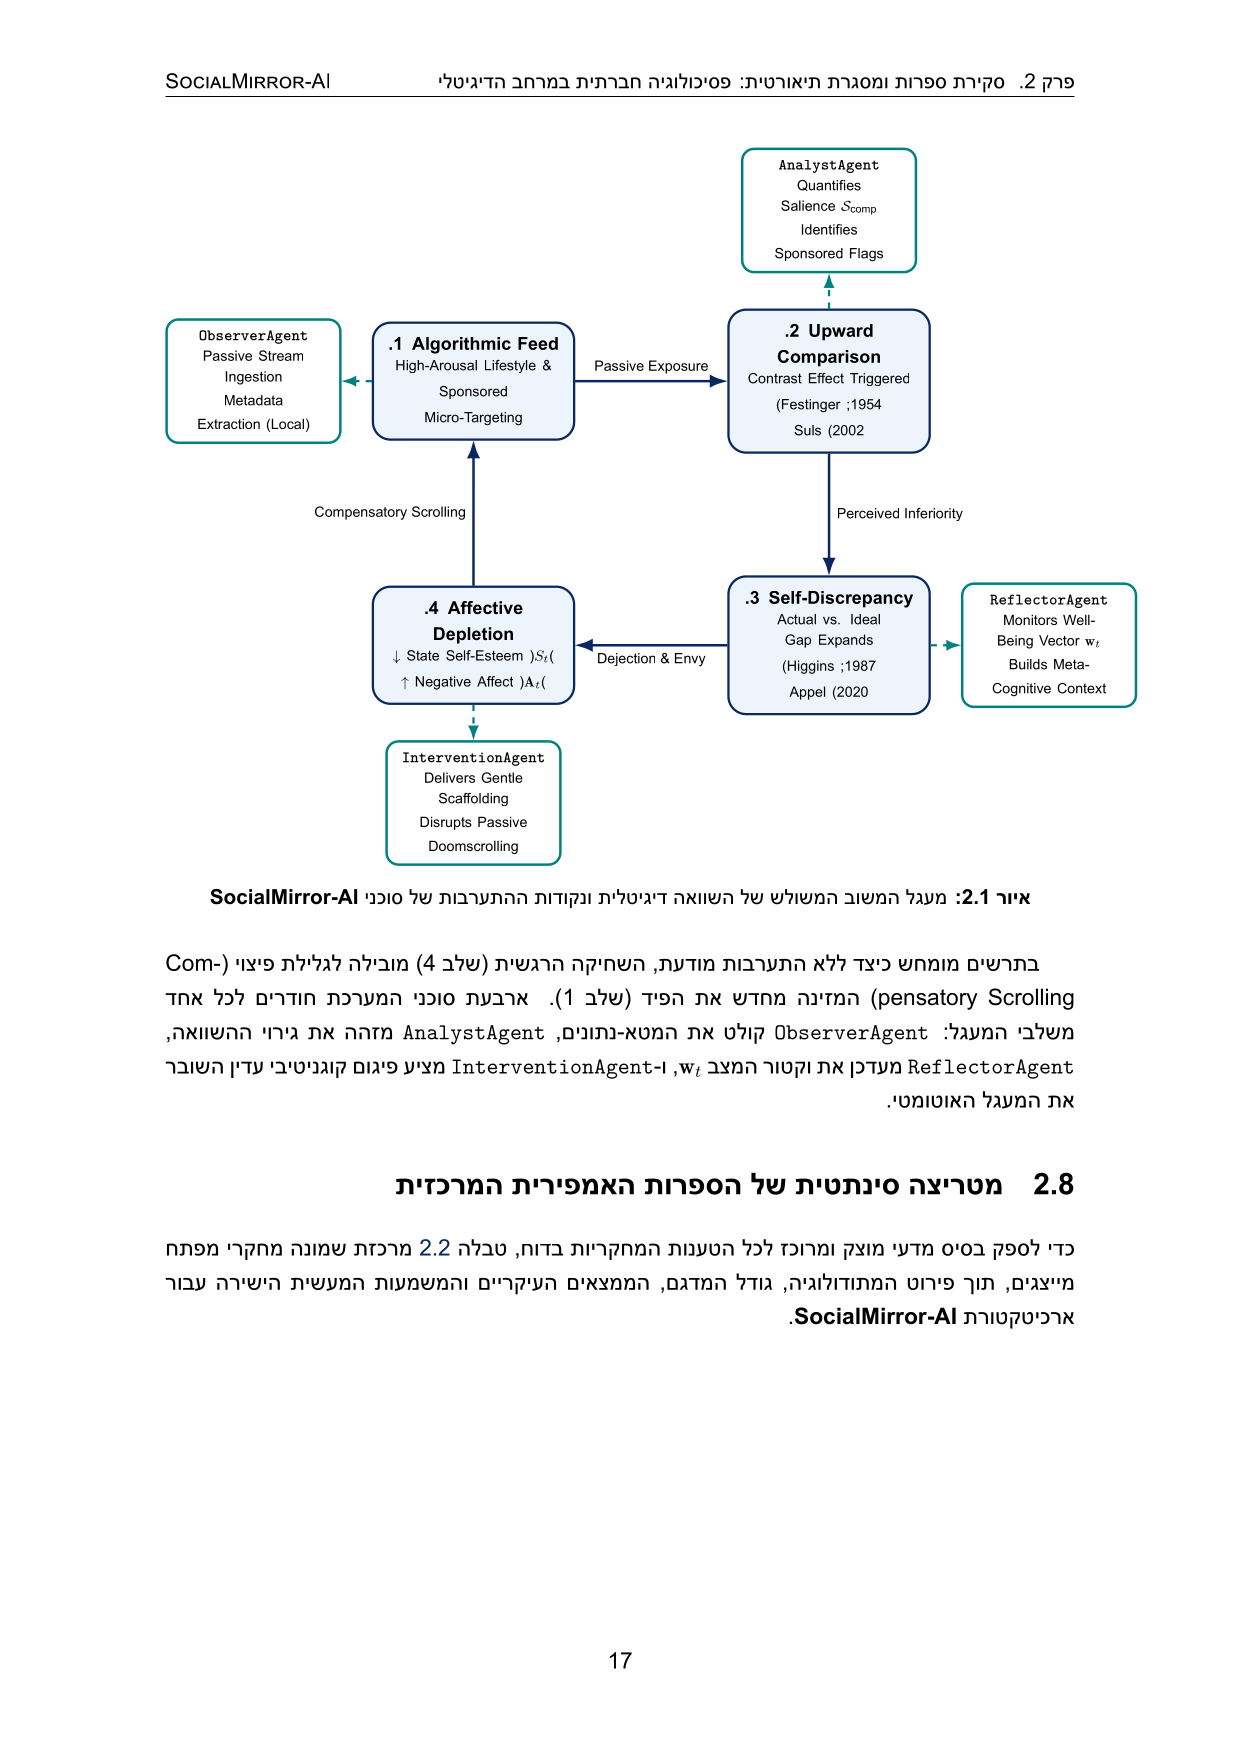 פרק 2. סקירת ספרות ומסגרת תיאורטית: פסיכולוגיה חברתית במרחב הדיגיטלי SOCIALMIRROR-AI
AnalystAgent
Quantifies
Salience 𝒮comp
Identifies
Sponsored Flags
ObserverAgent
Passive Stream
Ingestion
Metadata
Extraction (Local)
.1 Algorithmic Feed
High-Arousal Lifestyle &
Sponsored
Micro-Targeting
Passive Exposure
.2 Upward
Comparison
Contrast Effect Triggered
(Festinger ;1954
Suls (2002
Compensatory Scrolling
Perceived Inferiority
.4 Affective
Depletion
↓ State Self-Esteem )St(
↑ Negative Affect )At(
Dejection & Envy
.3 Self-Discrepancy
Actual vs. Ideal
Gap Expands
(Higgins ;1987
Appel (2020
ReflectorAgent
Monitors Well-
Being Vector wt
Builds Meta-
Cognitive Context
InterventionAgent
Delivers Gentle
Scaffolding
Disrupts Passive
Doomscrolling
איור 2.1: מעגל המשוב המשולש של השוואה דיגיטלית ונקודות ההתערבות של סוכני SocialMirror-AI
בתרשים מומחש כיצד ללא התערבות מודעת, השחיקה הרגשית (שלב 4) מובילה לגלילת פיצוי (Com-
pensatory Scrolling) המזינה מחדש את הפיד (שלב 1). ארבעת סוכני המערכת חודרים לכל אחד
משלבי המעגל: ObserverAgent קולט את המטא-נתונים, AnalystAgent מזהה את גירוי ההשוואה,
ReflectorAgent מעדכן את וקטור המצב wt, ו-InterventionAgent מציע פיגום קוגניטיבי עדין השובר
את המעגל האוטומטי.
2.8 מטריצה סינתטית של הספרות האמפירית המרכזית
כדי לספק בסיס מדעי מוצק ומרוכז לכל הטענות המחקריות בדוח, טבלה 2.2 מרכזת שמונה מחקרי מפתח
מייצגים, תוך פירוט המתודולוגיה, גודל המדגם, הממצאים העיקריים והמשמעות המעשית הישירה עבור
ארכיטקטורת SocialMirror-AI.
17